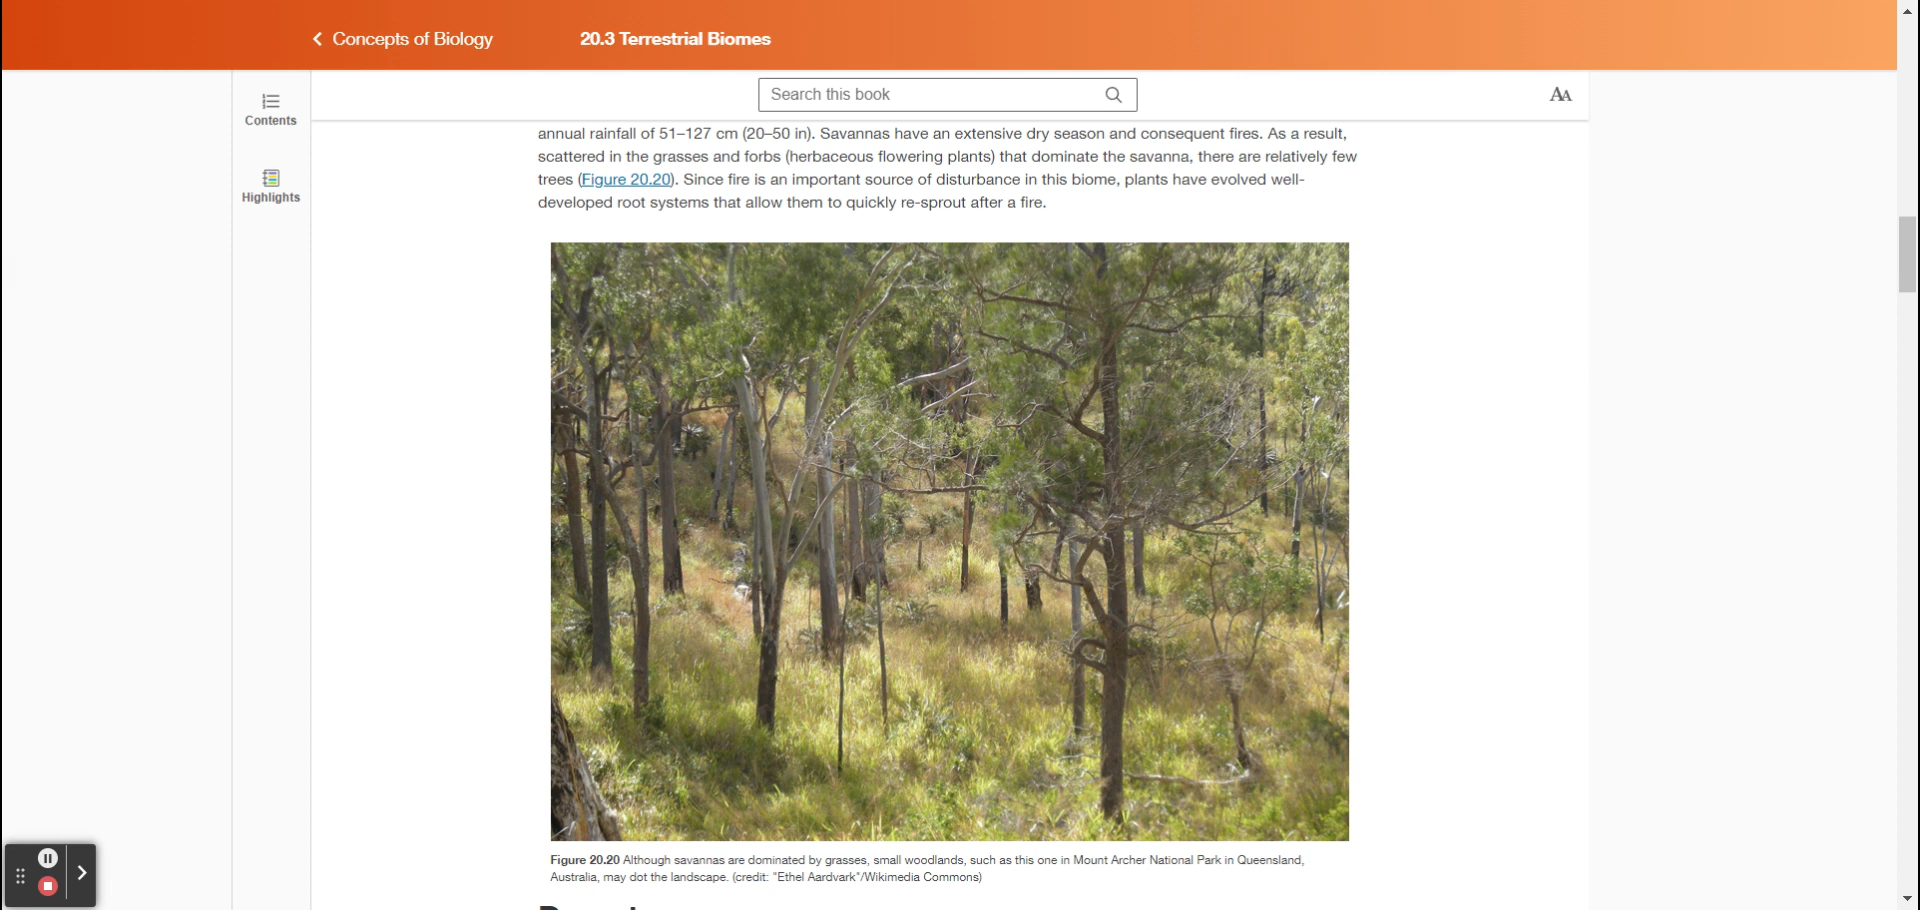 Concepts of Biology
20.3 Terrestrial Biomes
Search this book
AA
Contents
Highlights
annual rainfall of 51–127 cm (20–50 in). Savannas have an extensive dry season and consequent fires. As a result,
scattered in the grasses and forbs (herbaceous flowering plants) that dominate the savanna, there are relatively few
trees (Figure 20.20). Since fire is an important source of disturbance in this biome, plants have evolved well-
developed root systems that allow them to quickly re-sprout after a fire.
Figure 20.20 Although savannas are dominated by grasses, small woodlands, such as this one in Mount Archer National Park in Queensland,
Australia, may dot the landscape. (credit: "Ethel Aardvark"/Wikimedia Commons)